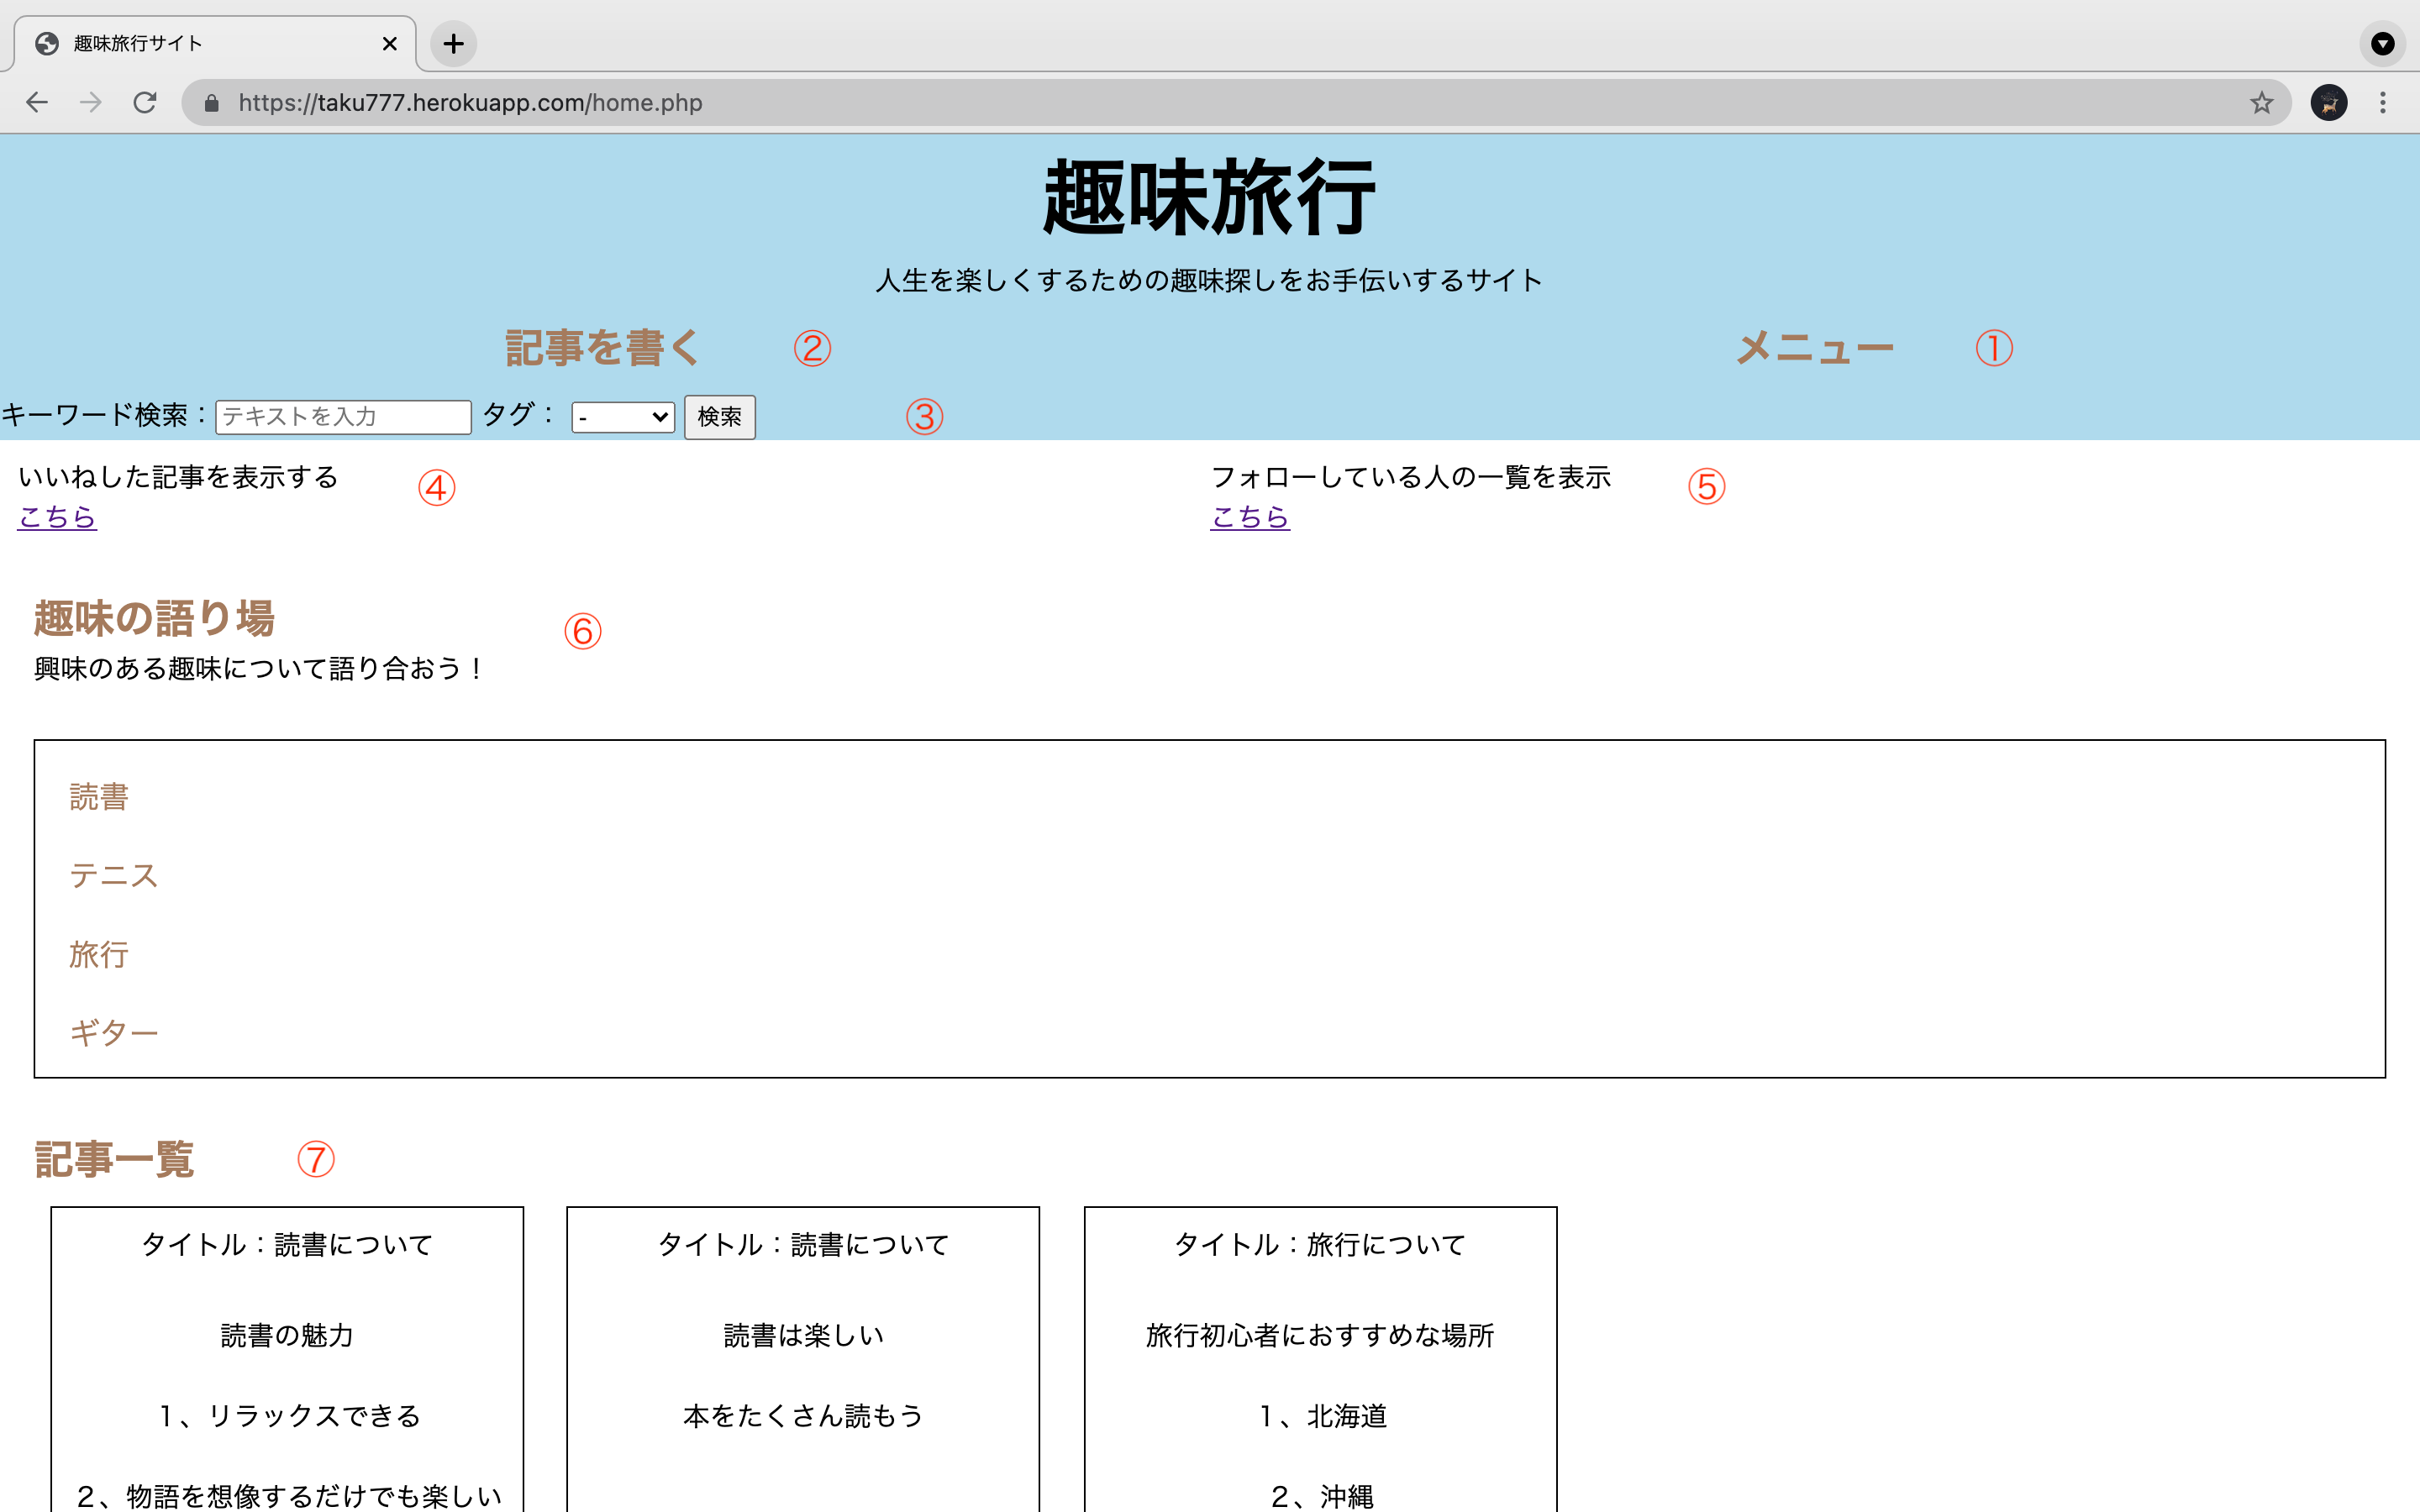 趣味旅行サイト
https://taku777.herokuapp.com/home.php
趣味旅行
人生を楽しくするための趣味探しをお手伝いするサイト
記事を書く ② メニュー ①
キーワード検索： テキストを入力 タグ： - 検索 ③
いいねした記事を表示する ④
こちら
フォローしている人の一覧を表示 ⑤
こちら
趣味の語り場 ⑥
興味のある趣味について語り合おう！
読書
テニス
旅行
ギター
記事一覧 ⑦
タイトル：読書について
読書の魅力
１、リラックスできる
２、物語を想像するだけでも楽しい
タイトル：読書について
読書は楽しい
本をたくさん読もう
タイトル：旅行について
旅行初心者におすすめな場所
１、北海道
２、沖縄